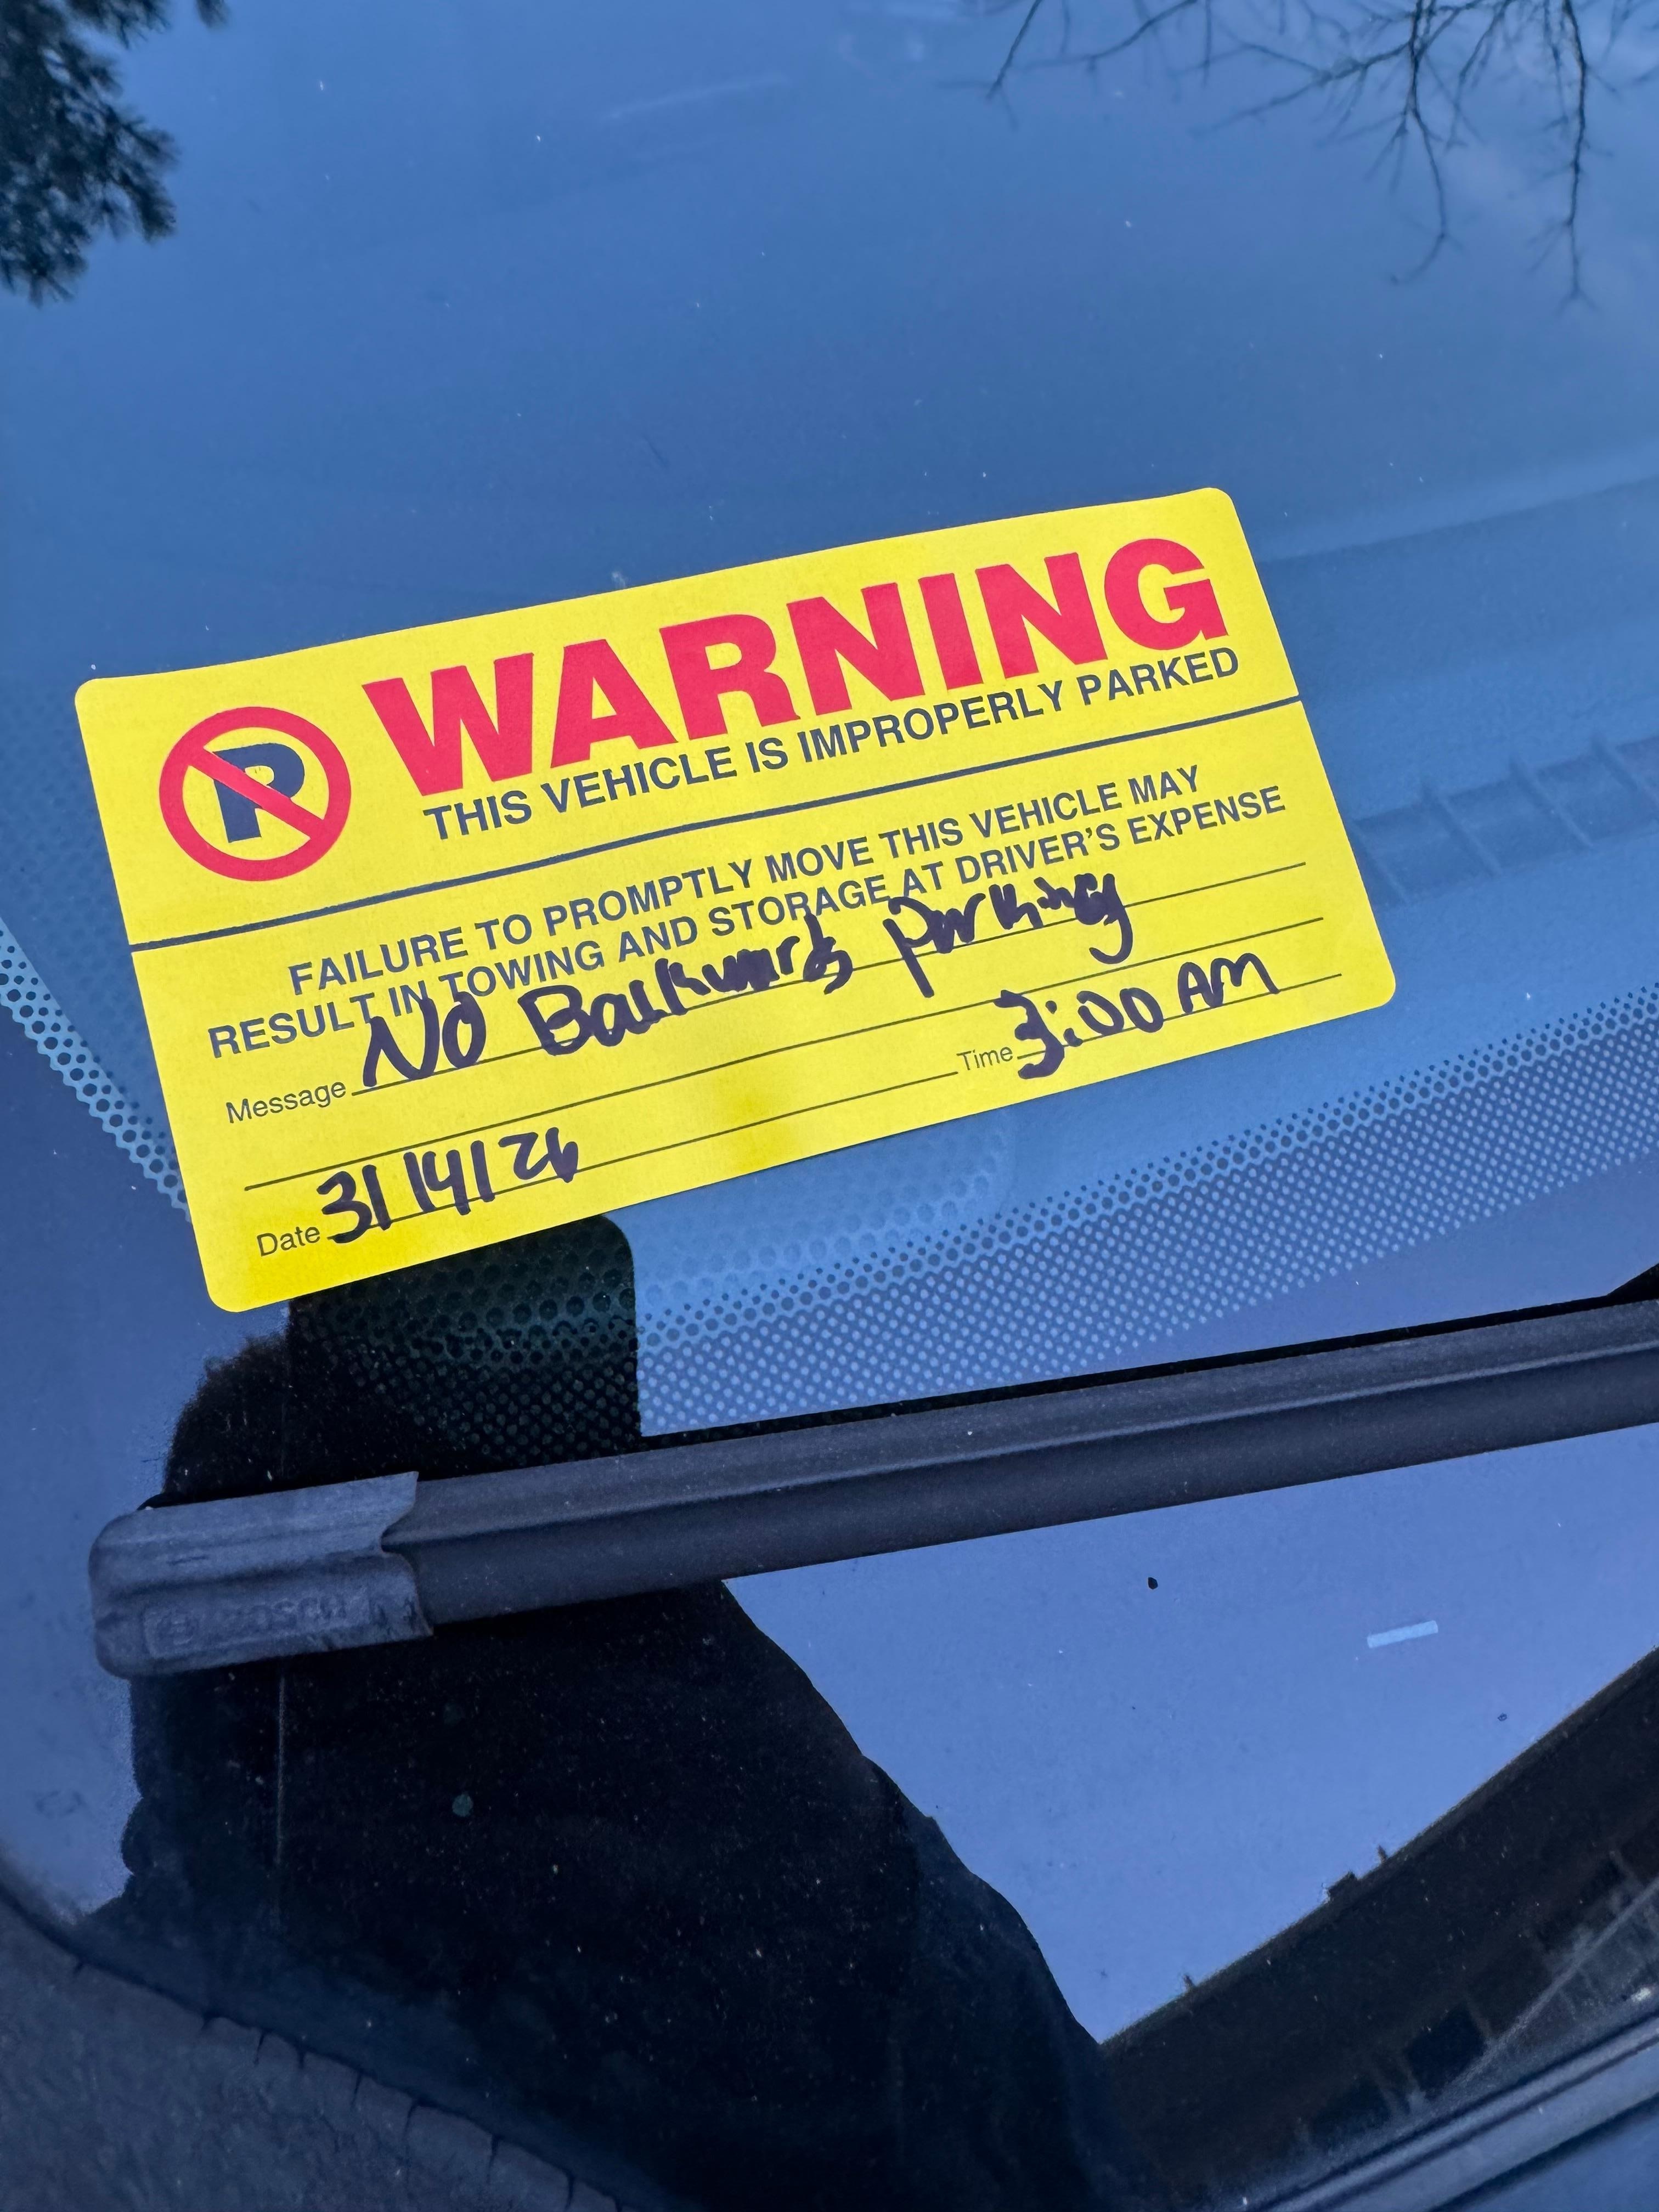 P WARNING
THIS VEHICLE IS IMPROPERLY PARKED
FAILURE TO PROMPTLY MOVE THIS VEHICLE MAY
RESULT IN TOWING AND STORAGE AT DRIVER'S EXPENSE
Message NO Backwards parking
Date 3/14/26 Time 3:00 AM
BOSCH